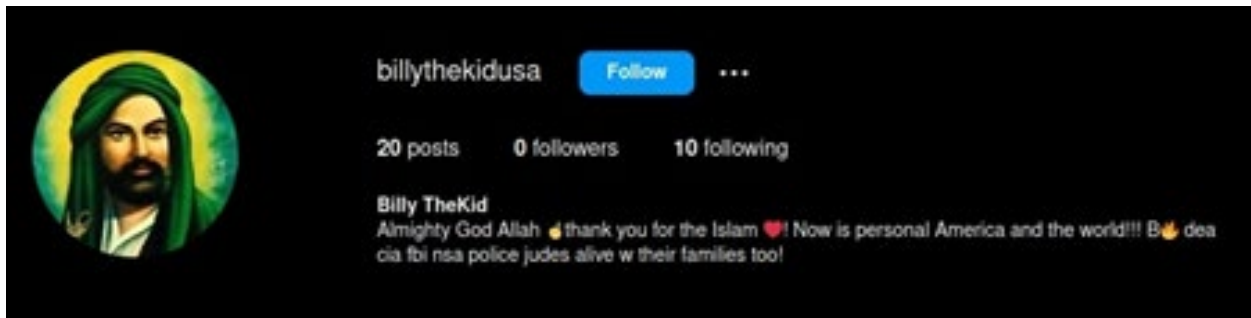 billythekidusa Follow •••
20 posts 0 followers 10 following
Billy TheKid
Almighty God Allah ☝️thank you for the Islam ❤️! Now is personal America and the world!!! B🔥 dea
cia fbi nsa police judes alive w their families too!